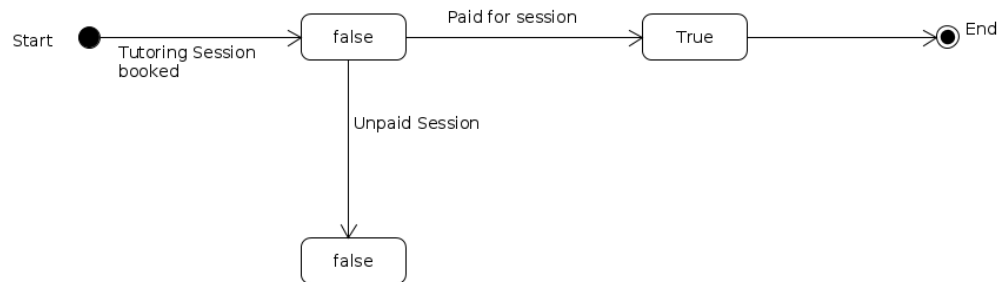 Start
Tutoring Session
booked
false
Paid for session
True
End
Unpaid Session
false